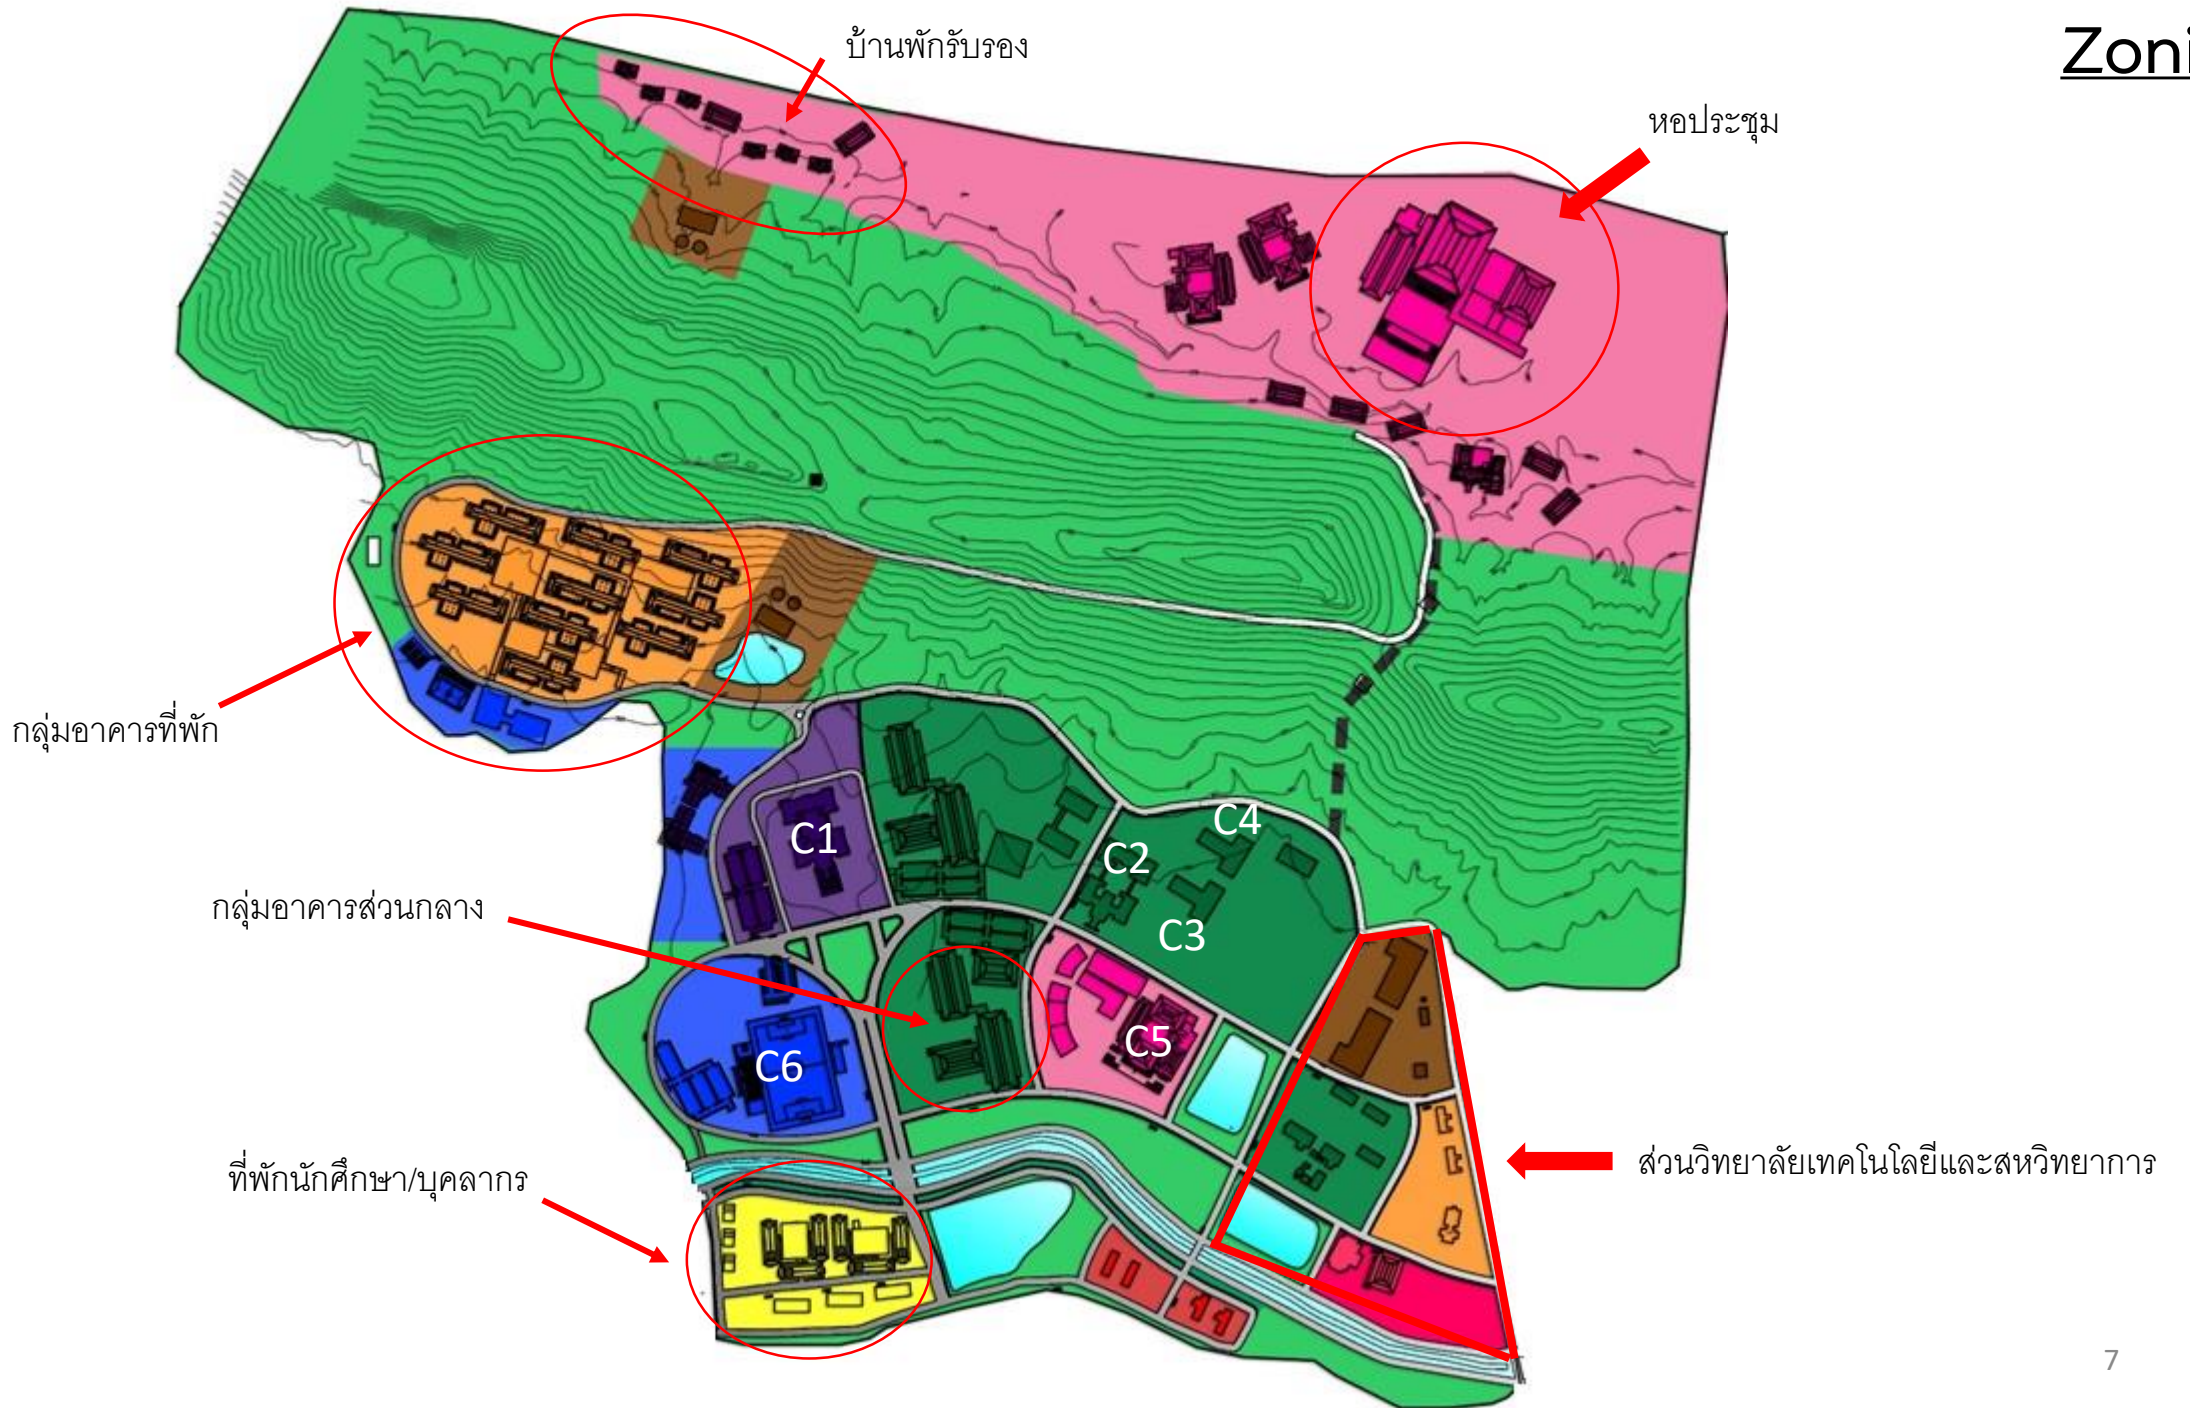 Zoni
บ้านพักรับรอง
หอประชุม
กลุ่มอาคารที่พัก
C1
C4
C2
กลุ่มอาคารส่วนกลาง
C3
C5
C6
ที่พักนักศึกษา/บุคลากร
ส่วนวิทยาลัยเทคโนโลยีและสหวิทยาการ
7